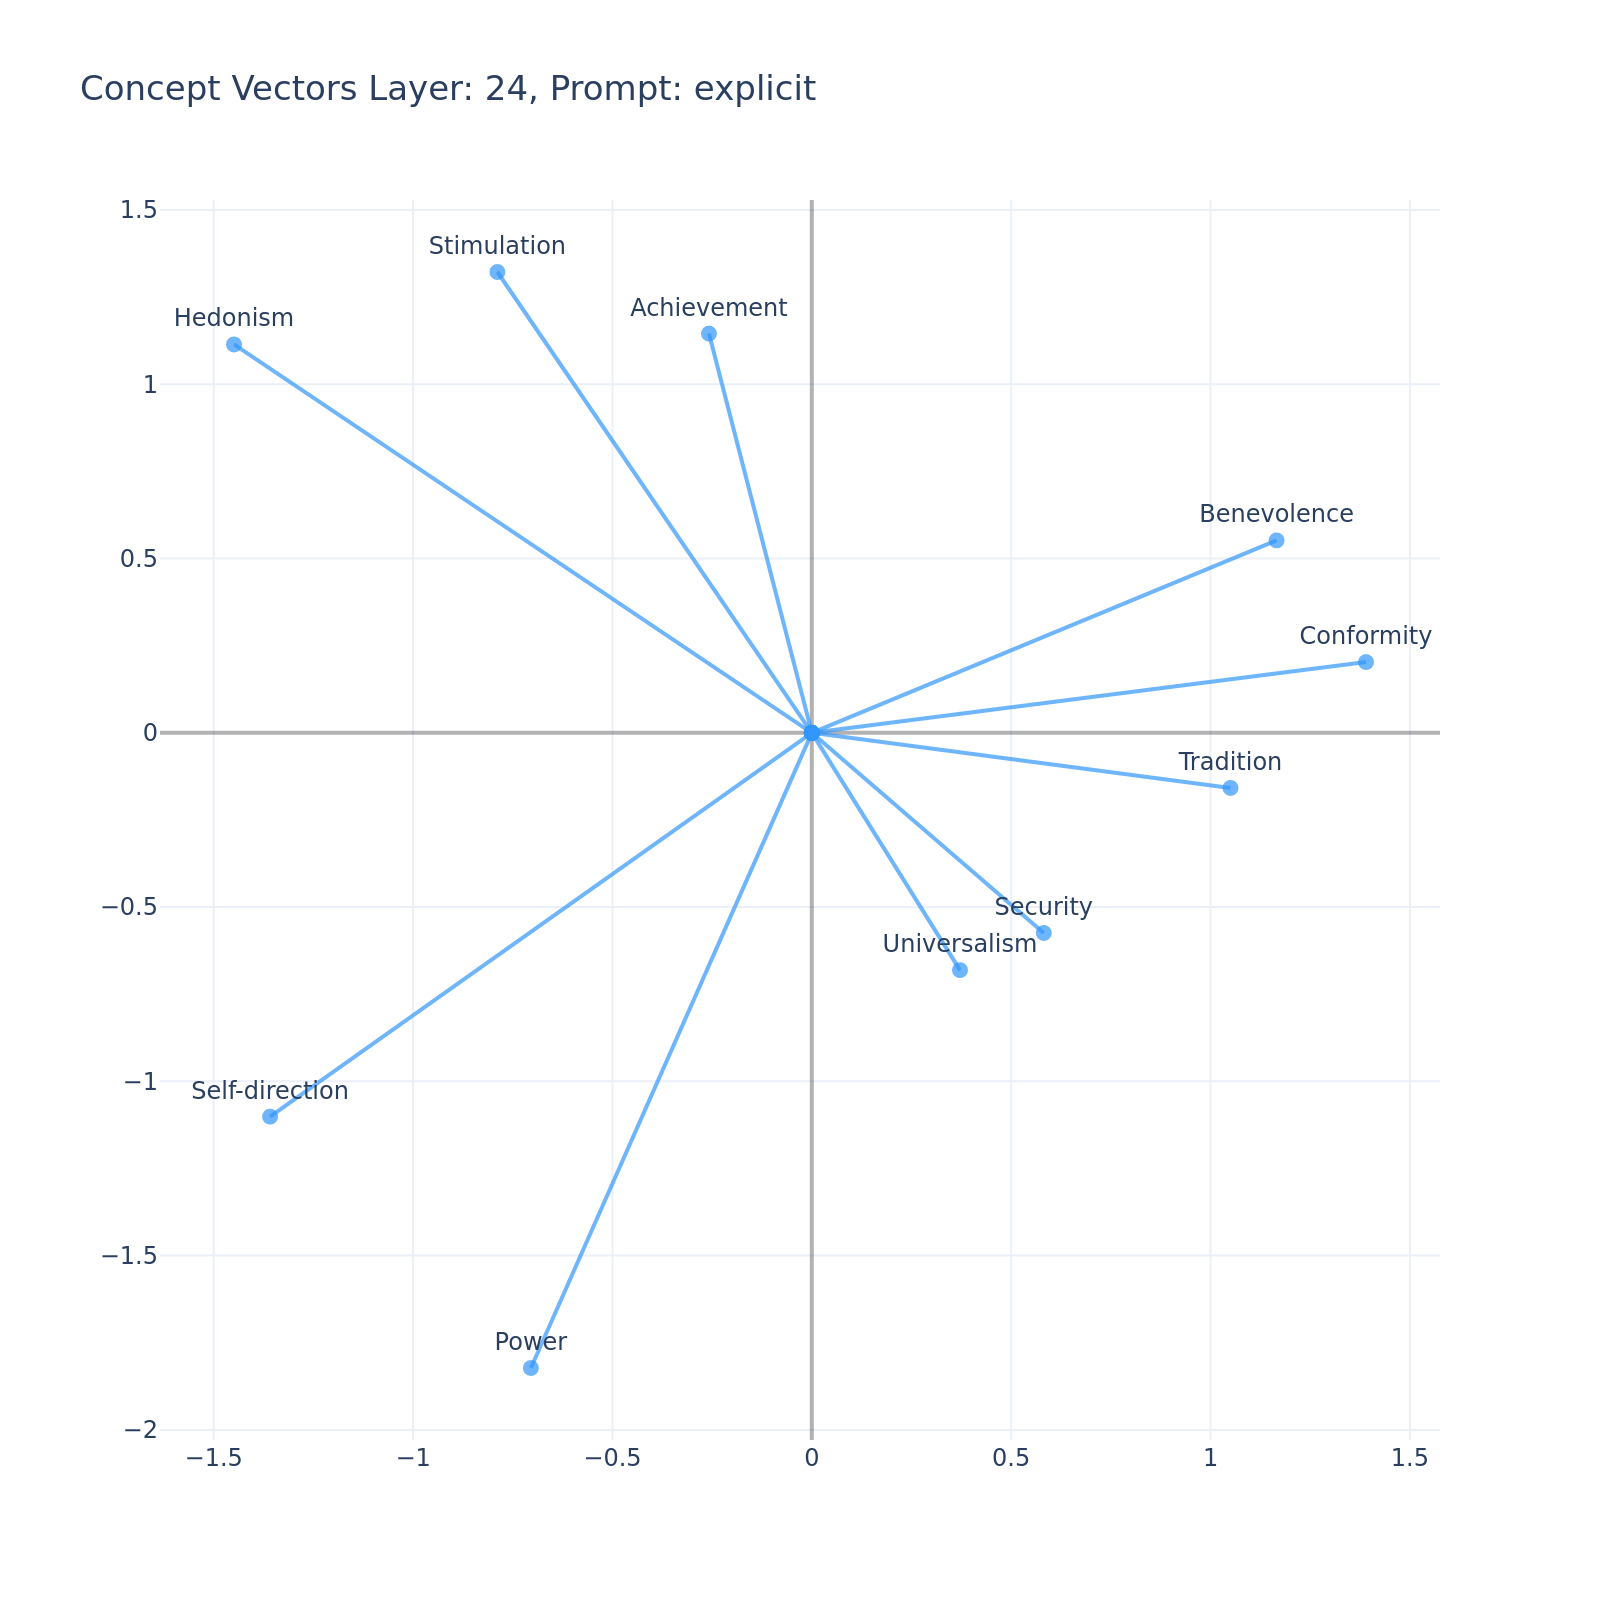 Concept Vectors Layer: 24, Prompt: explicit
1.5
Stimulation
Achievement
Hedonism
1
Benevolence
0.5
Conformity
0
Tradition
−0.5
Security
Universalism
−1
Self-direction
−1.5
Power
−2
−1.5 −1 −0.5 0 0.5 1 1.5